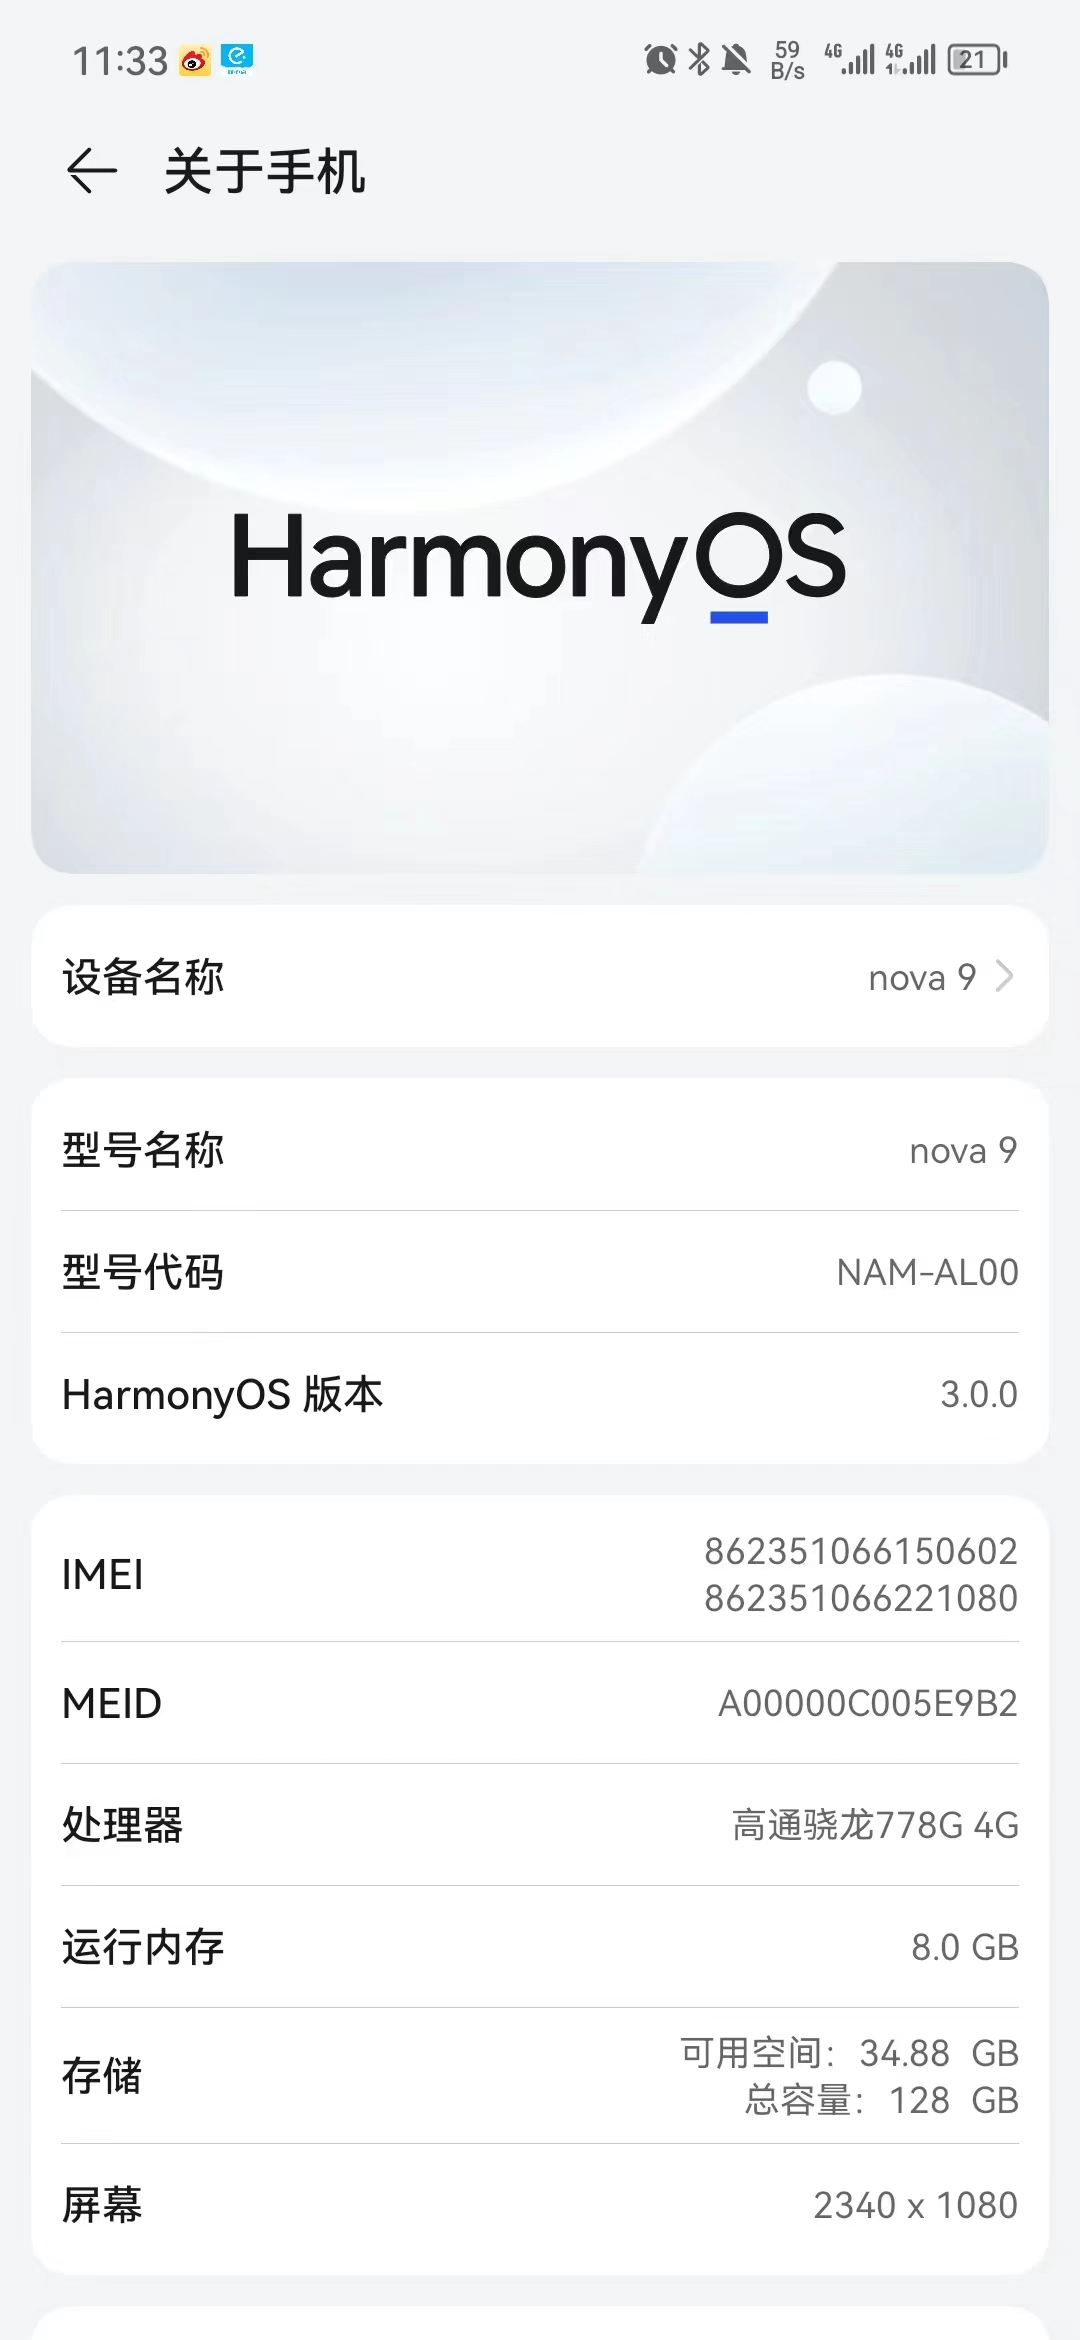 11:33 59 B/s 4G 4G 21
关于手机
HarmonyOS
设备名称 nova 9
型号名称 nova 9
型号代码 NAM-AL00
HarmonyOS 版本 3.0.0
IMEI 862351066150602
862351066221080
MEID A00000C005E9B2
处理器 高通骁龙778G 4G
运行内存 8.0 GB
存储 可用空间：34.88 GB
总容量：128 GB
屏幕 2340 x 1080